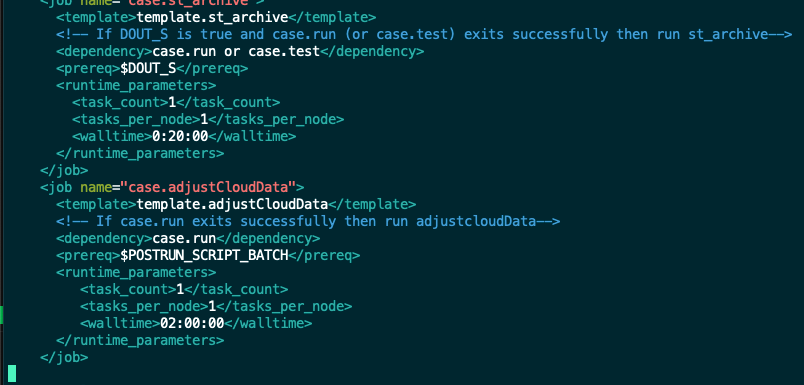 <job name="case.st_archive">
<template>template.st_archive</template>
<!-- If DOUT_S is true and case.run (or case.test) exits successfully then run st_archive-->
<dependency>case.run or case.test</dependency>
<prereq>$DOUT_S</prereq>
<runtime_parameters>
<task_count>1</task_count>
<tasks_per_node>1</tasks_per_node>
<walltime>0:20:00</walltime>
</runtime_parameters>
</job>
<job name="case.adjustCloudData">
<template>template.adjustCloudData</template>
<!-- If case.run exits successfully then run adjustcloudData-->
<dependency>case.run</dependency>
<prereq>$POSTRUN_SCRIPT_BATCH</prereq>
<runtime_parameters>
<task_count>1</task_count>
<tasks_per_node>1</tasks_per_node>
<walltime>02:00:00</walltime>
</runtime_parameters>
</job>